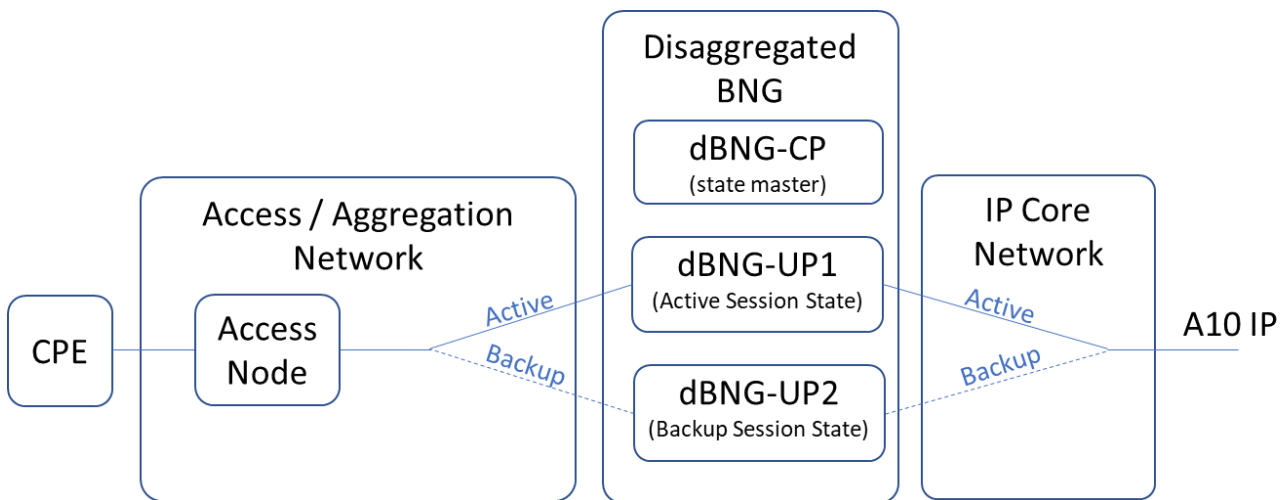 Disaggregated
BNG
dBNG-CP
(state master)
Access / Aggregation
Network
IP Core
Network
dBNG-UP1
(Active Session State)
Active
Active
CPE
Access
Node
A10 IP
Backup
Backup
dBNG-UP2
(Backup Session State)